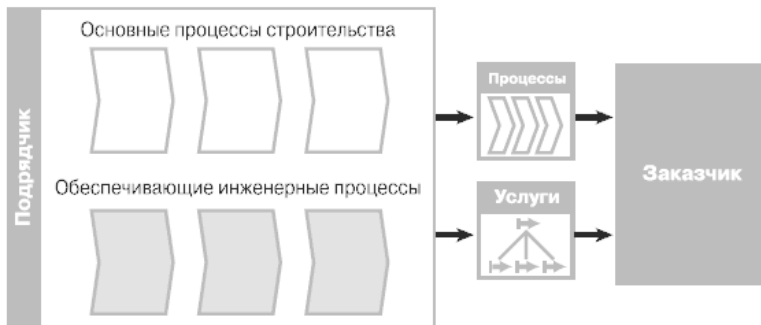 Подрядчик
Основные процессы строительства
Обеспечивающие инженерные процессы
Процессы
Услуги
Заказчик